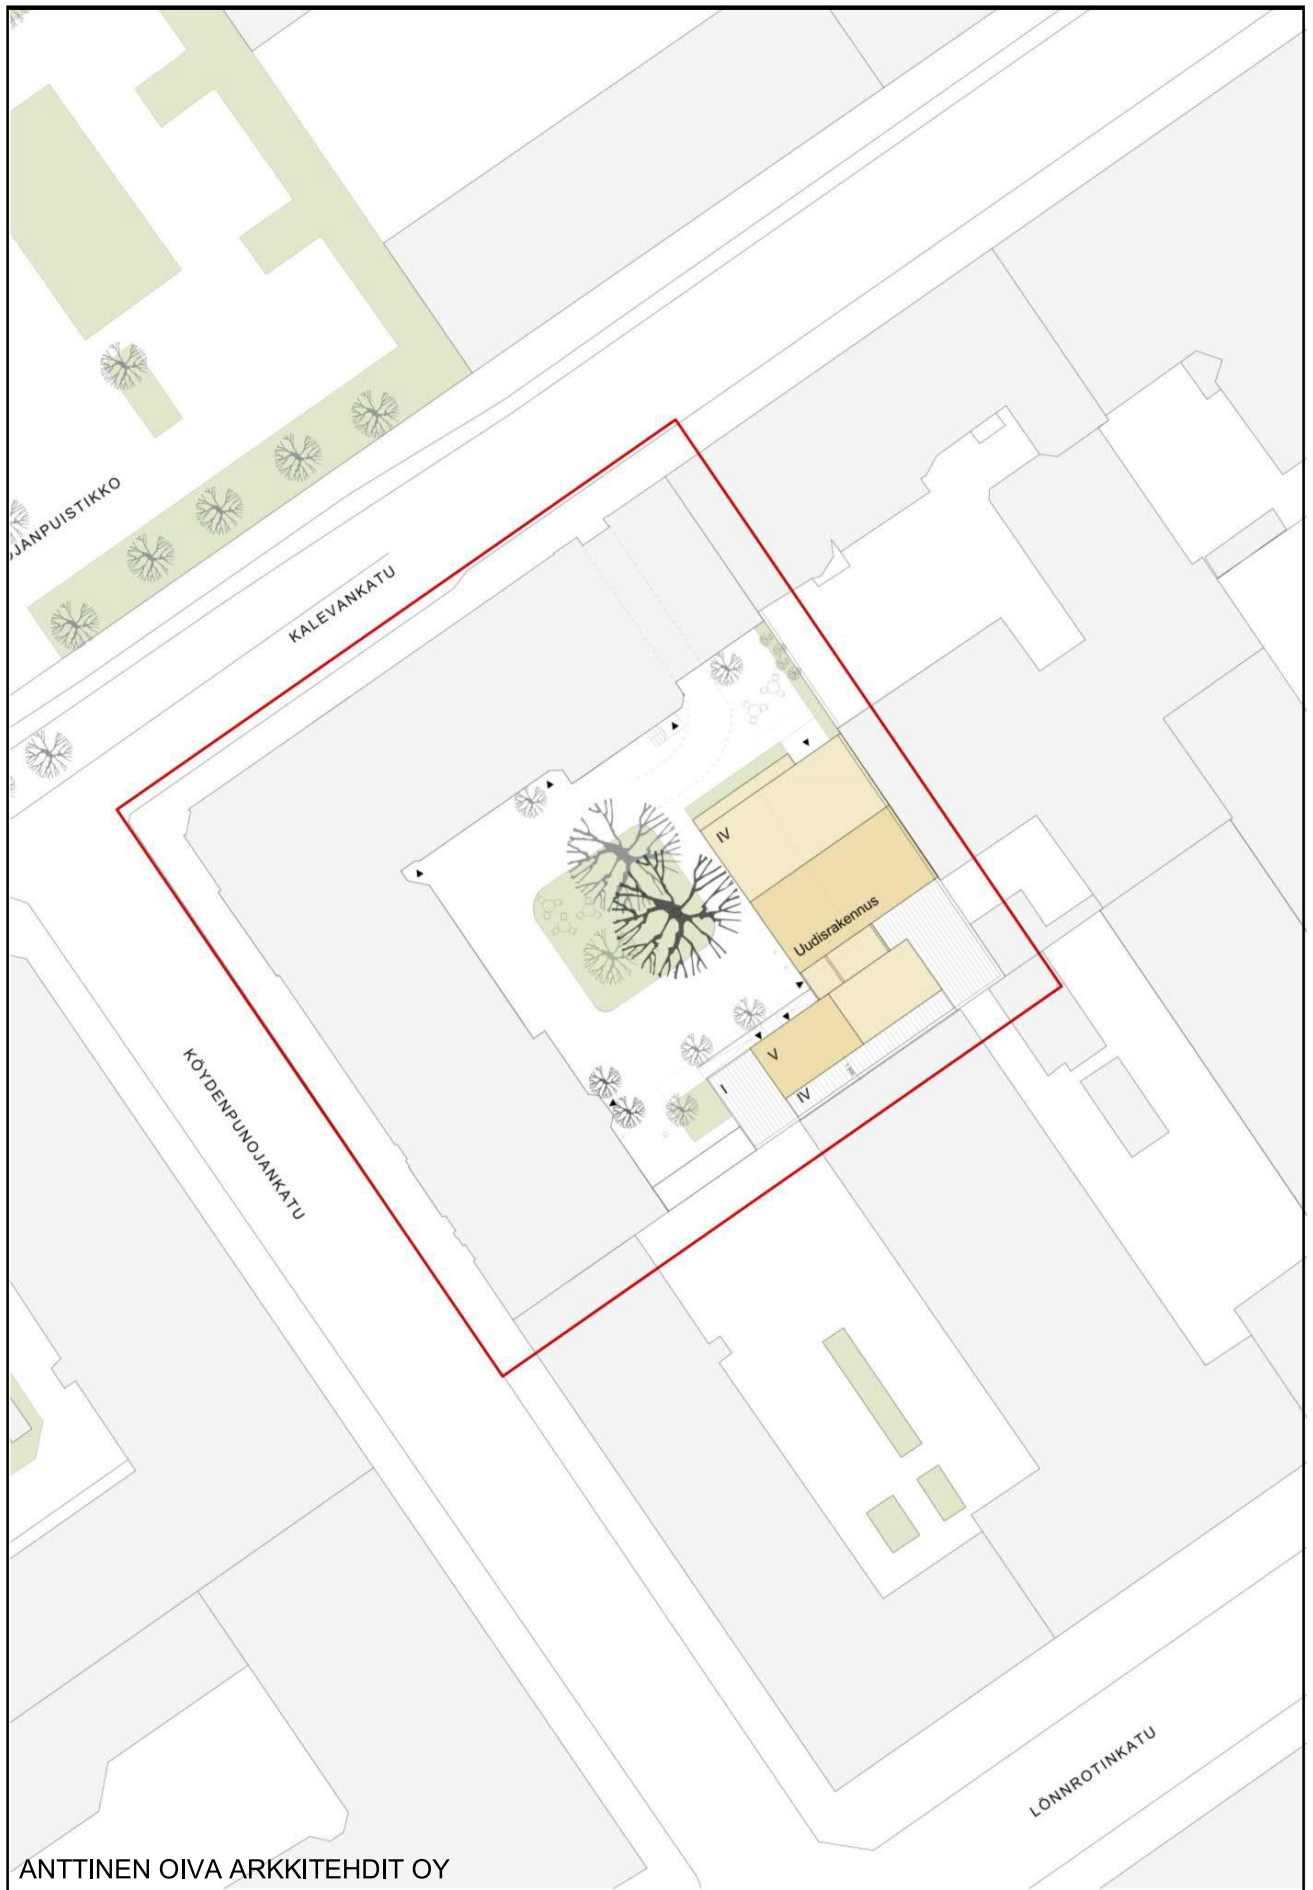 JANPUISTIKKO
KALEVANKATU
IV
Uudisrakennus
V
I
IV
KÖYDENPUNOJANKATU
LÖNNROTINKATU
ANTTINEN OIVA ARKKITEHDIT OY